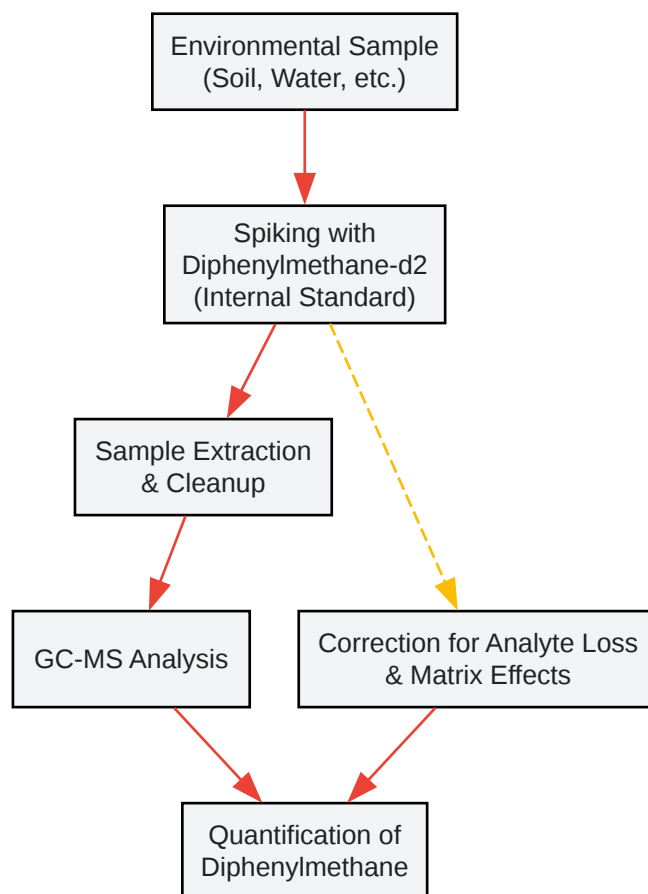 Environmental Sample
(Soil, Water, etc.)
Spiking with
Diphenylmethane-d2
(Internal Standard)
Sample Extraction
& Cleanup
GC-MS Analysis
Correction for Analyte Loss
& Matrix Effects
Quantification of
Diphenylmethane